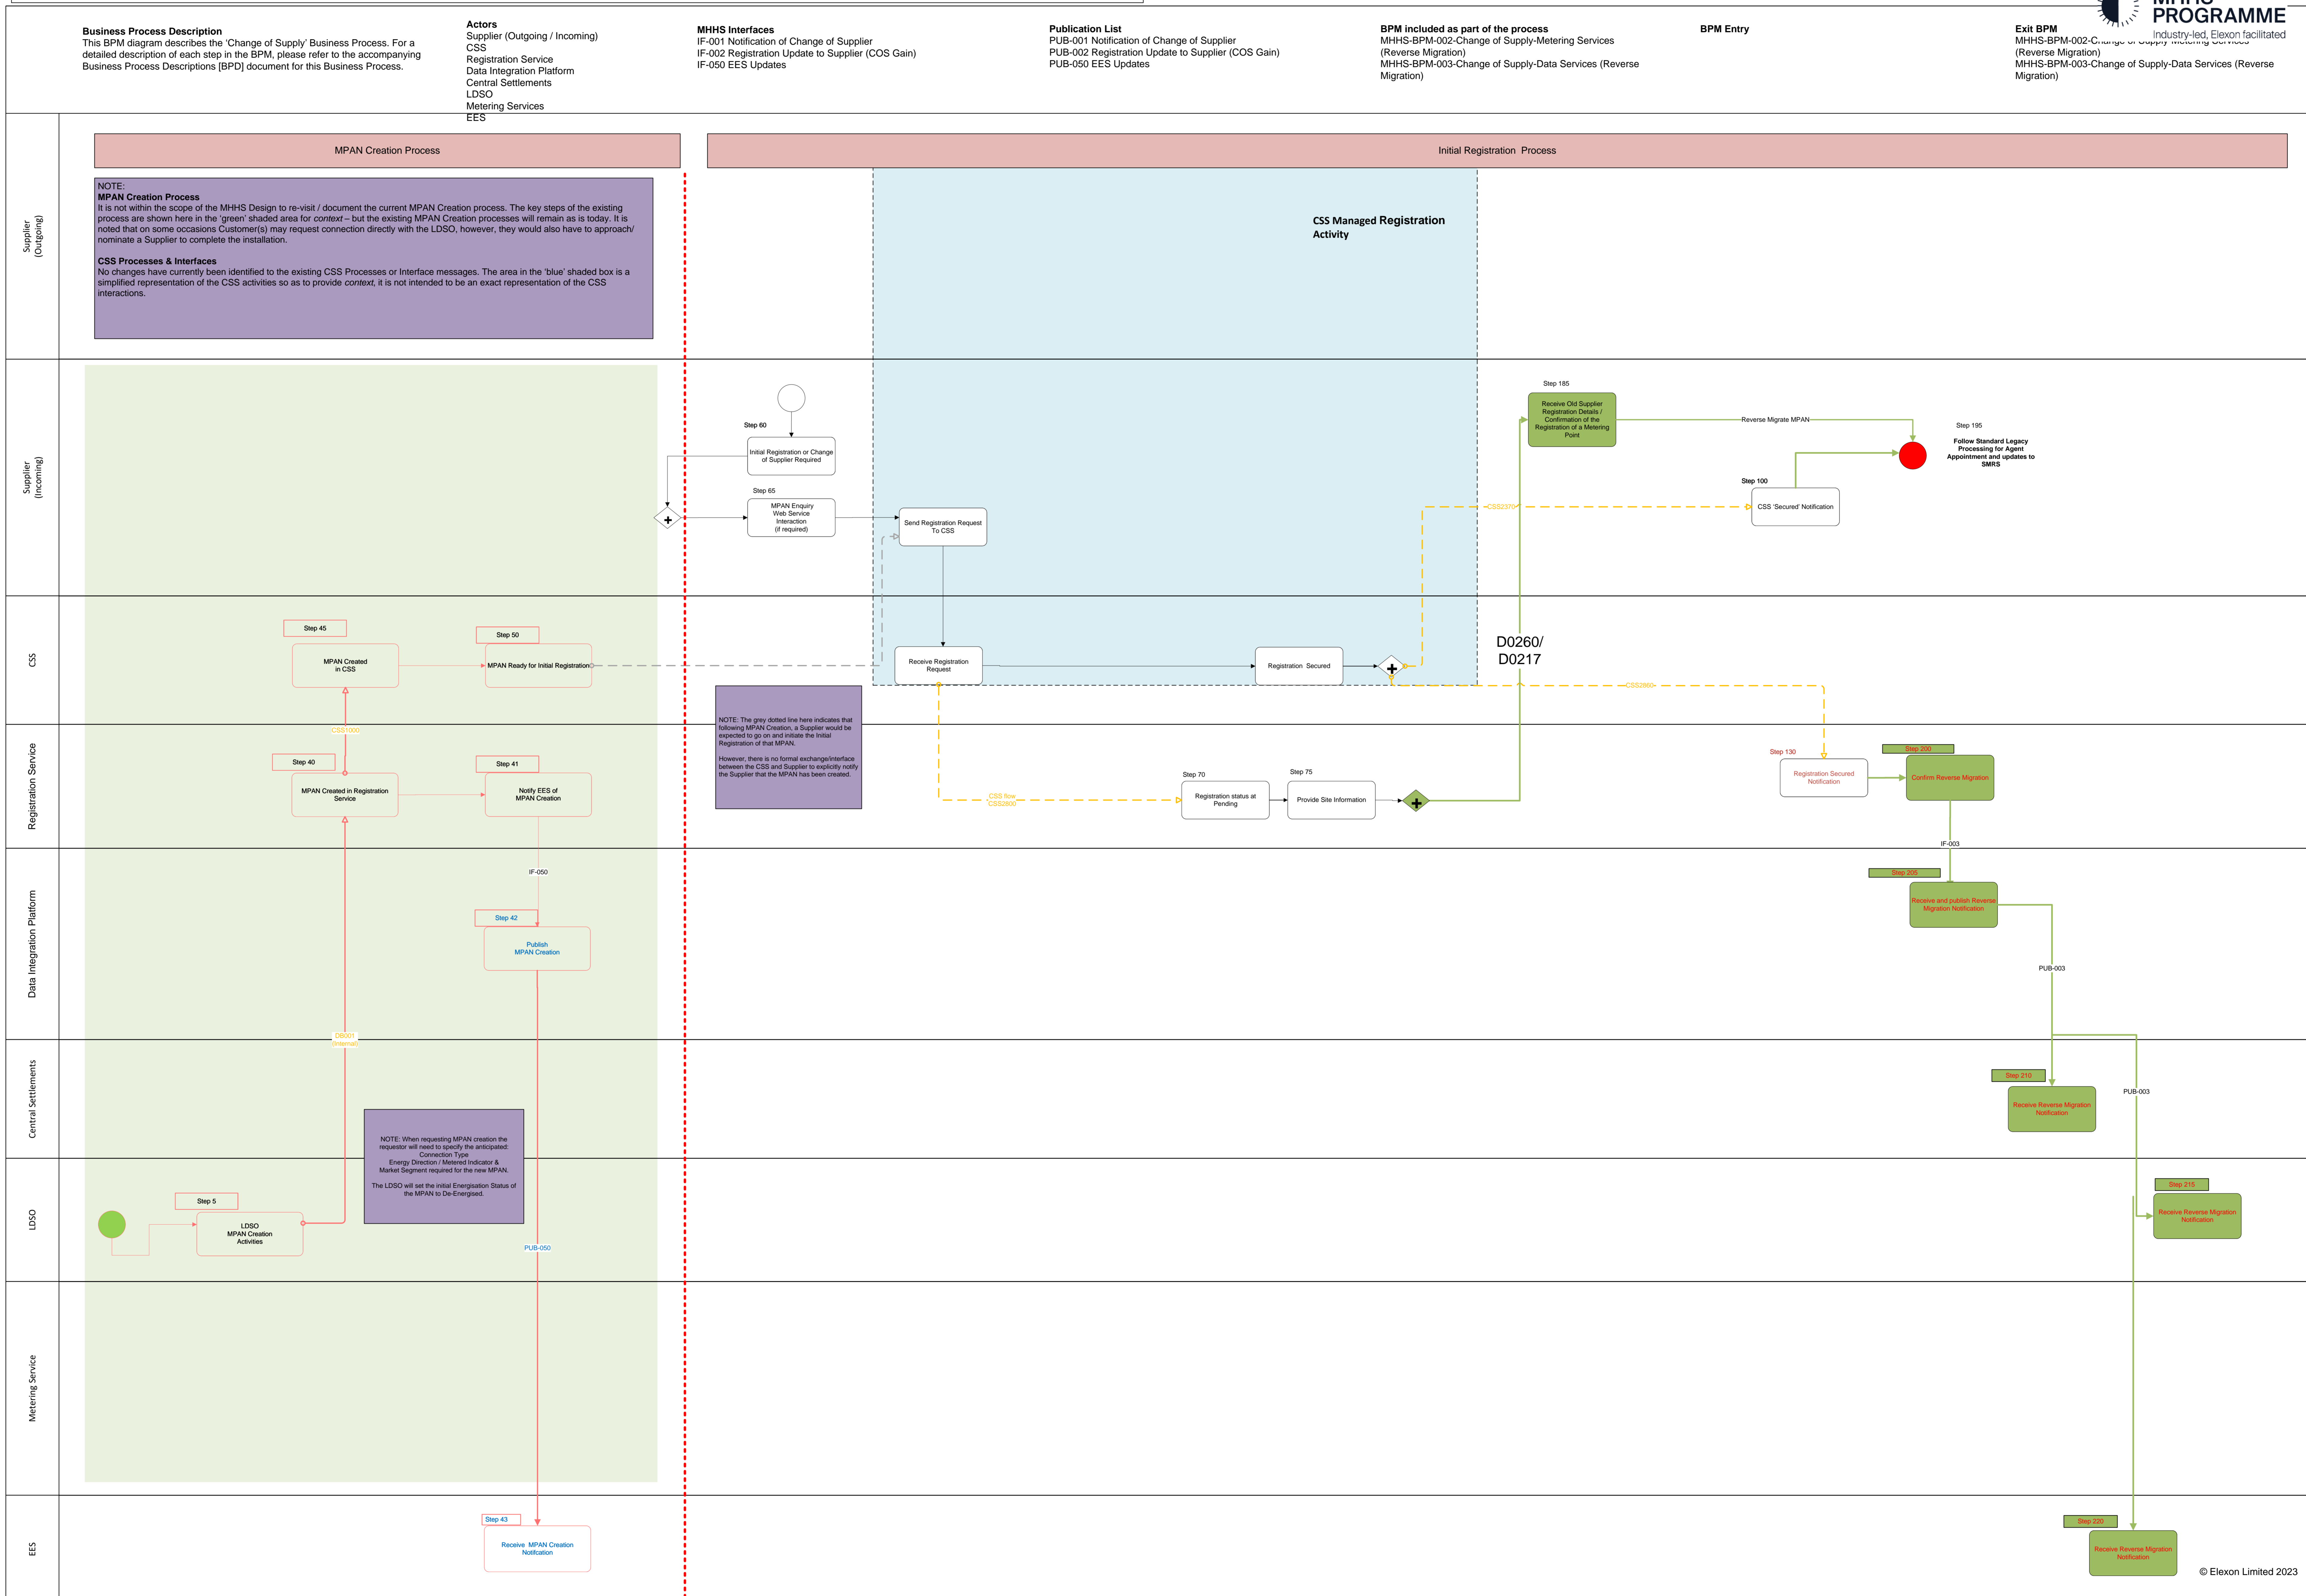 MHHS
PROGRAMME
Industry-led, Elexon facilitated
Business Process Description
This BPM diagram describes the ‘Change of Supply’ Business Process. For a
detailed description of each step in the BPM, please refer to the accompanying
Business Process Descriptions [BPD] document for this Business Process.
Actors
Supplier (Outgoing / Incoming)
CSS
Registration Service
Data Integration Platform
Central Settlements
LDSO
Metering Services
EES
MHHS Interfaces
IF-001 Notification of Change of Supplier
IF-002 Registration Update to Supplier (COS Gain)
IF-050 EES Updates
Publication List
PUB-001 Notification of Change of Supplier
PUB-002 Registration Update to Supplier (COS Gain)
PUB-050 EES Updates
BPM included as part of the process
MHHS-BPM-002-Change of Supply-Metering Services
(Reverse Migration)
MHHS-BPM-003-Change of Supply-Data Services (Reverse
Migration)
BPM Entry
Exit BPM
MHHS-BPM-002-Change of Supply-Metering Services
(Reverse Migration)
MHHS-BPM-003-Change of Supply-Data Services (Reverse
Migration)
MPAN Creation Process
Initial Registration Process
Supplier
(Outgoing)
NOTE:
MPAN Creation Process
It is not within the scope of the MHHS Design to re-visit / document the current MPAN Creation process. The key steps of the existing
process are shown here in the ‘green’ shaded area for context – but the existing MPAN Creation processes will remain as is today. It is
noted that on some occasions Customer(s) may request connection directly with the LDSO, however, they would also have to approach/
nominate a Supplier to complete the installation.
CSS Processes & Interfaces
No changes have currently been identified to the existing CSS Processes or Interface messages. The area in the ‘blue’ shaded box is a
simplified representation of the CSS activities so as to provide context, it is not intended to be an exact representation of the CSS
interactions.
CSS Managed Registration
Activity
Supplier
(Incoming)
Step 60
Initial Registration or Change
of Supplier Required
Step 65
MPAN Enquiry
Web Service
Interaction
(if required)
Send Registration Request
To CSS
Step 185
Receive Old Supplier
Registration Details /
Confirmation of the
Registration of a Metering
Point
Reverse Migrate MPAN
Step 195
Follow Standard Legacy
Processing for Agent
Appointment and updates to
SMRS
Step 100
CSS ‘Secured’ Notification
CSS2370
CSS
Step 45
MPAN Created
in CSS
Step 50
MPAN Ready for Initial Registration
Receive Registration
Request
Registration Secured
D0260/
D0217
CSS2860
NOTE: The grey dotted line here indicates that
following MPAN Creation, a Supplier would be
expected to go on and initiate the Initial
Registration of that MPAN.
However, there is no formal exchange/interface
between the CSS and Supplier to explicitly notify
the Supplier that the MPAN has been created.
Registration Service
CSS1000
Step 40
MPAN Created in Registration
Service
Step 41
Notify EES of
MPAN Creation
CSS flow
CSS2800
Step 70
Registration status at
Pending
Step 75
Provide Site Information
Step 130
Registration Secured
Notification
Step 200
Confirm Reverse Migration
IF-003
Data Integration Platform
IF-050
Step 42
Publish
MPAN Creation
Step 205
Receive and publish Reverse
Migration Notification
PUB-003
DB001
(Internal)
Central Settlements
Step 210
Receive Reverse Migration
Notification
PUB-003
NOTE: When requesting MPAN creation the
requestor will need to specify the anticipated:
Connection Type
Energy Direction / Metered Indicator &
Market Segment required for the new MPAN.
The LDSO will set the initial Energisation Status of
the MPAN to De-Energised.
LDSO
Step 5
LDSO
MPAN Creation
Activities
PUB-050
Step 215
Receive Reverse Migration
Notification
Metering Service
EES
Step 43
Receive MPAN Creation
Notifcation
Step 220
Receive Reverse Migration
Notification
© Elexon Limited 2023